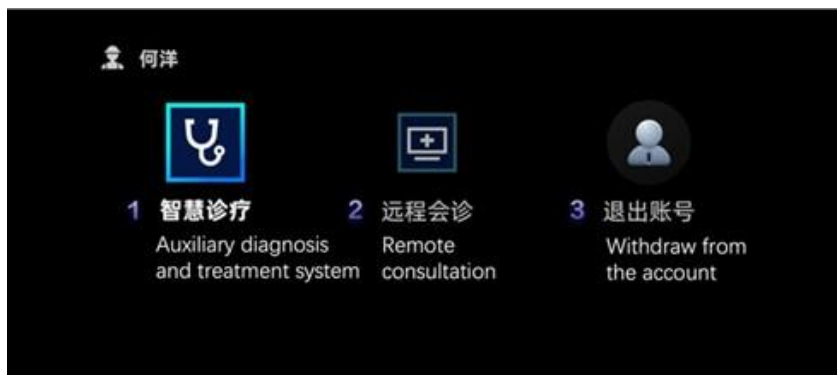 何洋
1 智慧诊疗
Auxiliary diagnosis
and treatment system
2 远程会诊
Remote
consultation
3 退出账号
Withdraw from
the account